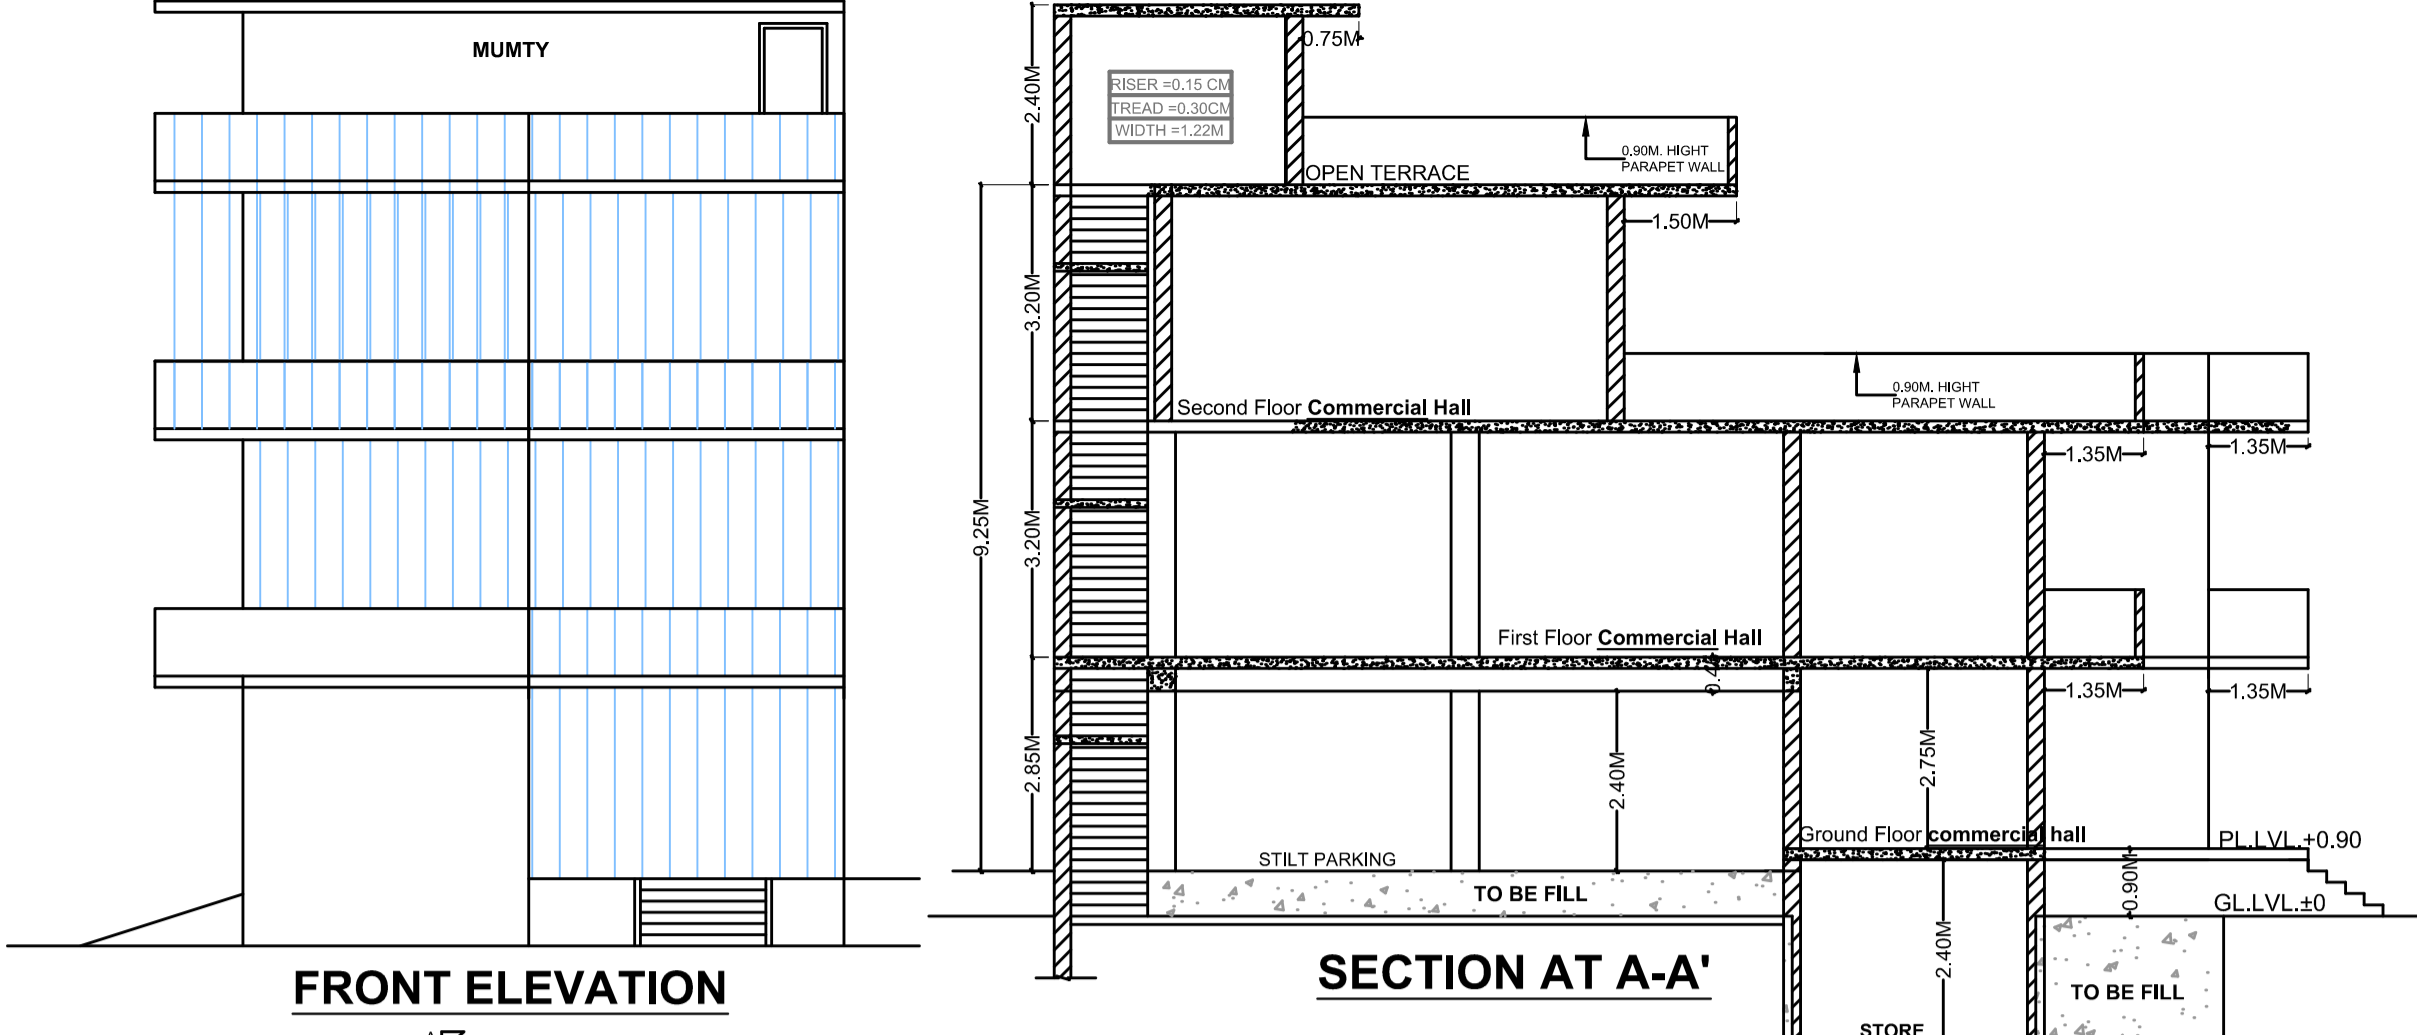 MUMTY
FRONT ELEVATION
0.75M
2.40M
RISER =0.15 CM
TREAD =0.30CM
WIDTH =1.22M
0.90M. HIGHT
PARAPET WALL
OPEN TERRACE
1.50M
3.20M
0.90M. HIGHT
PARAPET WALL
Second Floor Commercial Hall
1.35M
1.35M
9.25M
3.20M
First Floor Commercial Hall
1.35M
1.35M
2.85M
2.40M
2.75M
Ground Floor commercial hall
PL.LVL.+0.90
STILT PARKING
TO BE FILL
0.90M
GL.LVL.±0
2.40M
SECTION AT A-A'
TO BE FILL
STORE